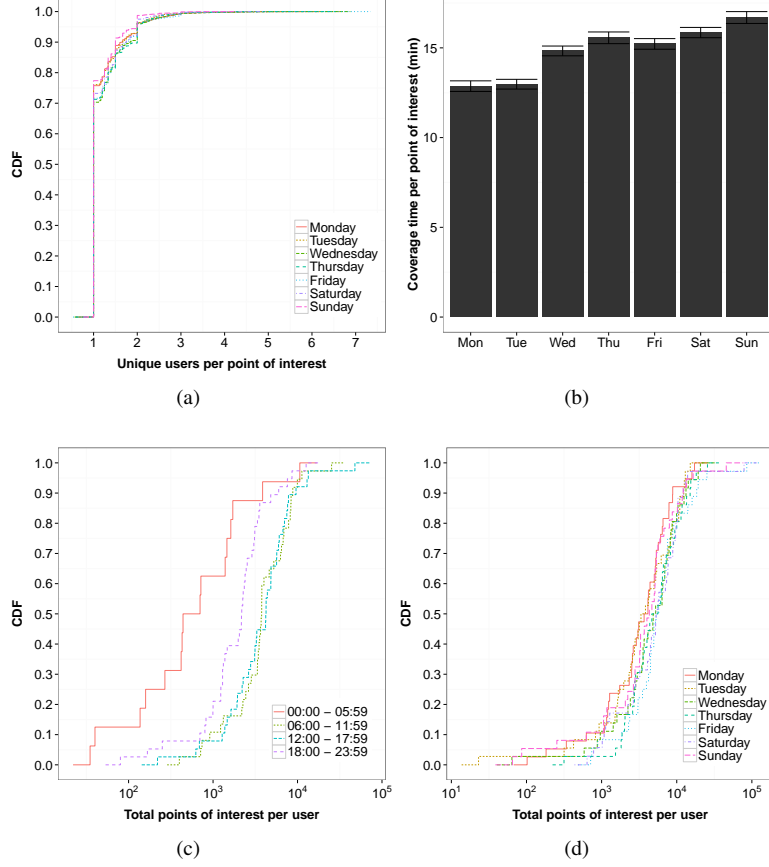 1.0
0.9
0.8
0.7
0.6
0.5
0.4
0.3
0.2
0.1
0.0
CDF
Monday
Tuesday
Wednesday
Thursday
Friday
Saturday
Sunday
1 2 3 4 5 6 7
Unique users per point of interest
(a)
15
10
5
0
Coverage time per point of interest (min)
Mon Tue Wed Thu Fri Sat Sun
(b)
1.0
0.9
0.8
0.7
0.6
0.5
0.4
0.3
0.2
0.1
0.0
CDF
00:00 − 05:59
06:00 − 11:59
12:00 − 17:59
18:00 − 23:59
10² 10³ 10⁴ 10⁵
Total points of interest per user
(c)
1.0
0.9
0.8
0.7
0.6
0.5
0.4
0.3
0.2
0.1
0.0
CDF
Monday
Tuesday
Wednesday
Thursday
Friday
Saturday
Sunday
10¹ 10² 10³ 10⁴ 10⁵
Total points of interest per user
(d)